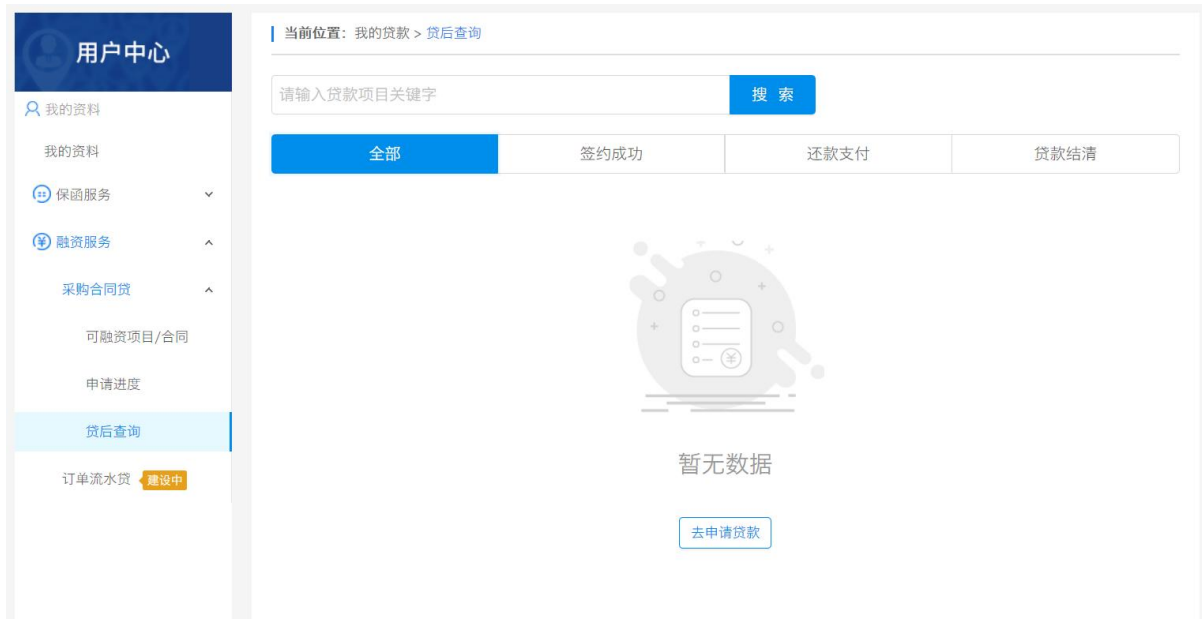 用户中心
我的资料
我的资料
保函服务
融资服务
采购合同贷
可融资项目/合同
申请进度
贷后查询
订单流水贷 建设中
当前位置：我的贷款 > 贷后查询
请输入贷款项目关键字
搜 索
全部 签约成功 还款支付 贷款结清
¥
暂无数据
去申请贷款